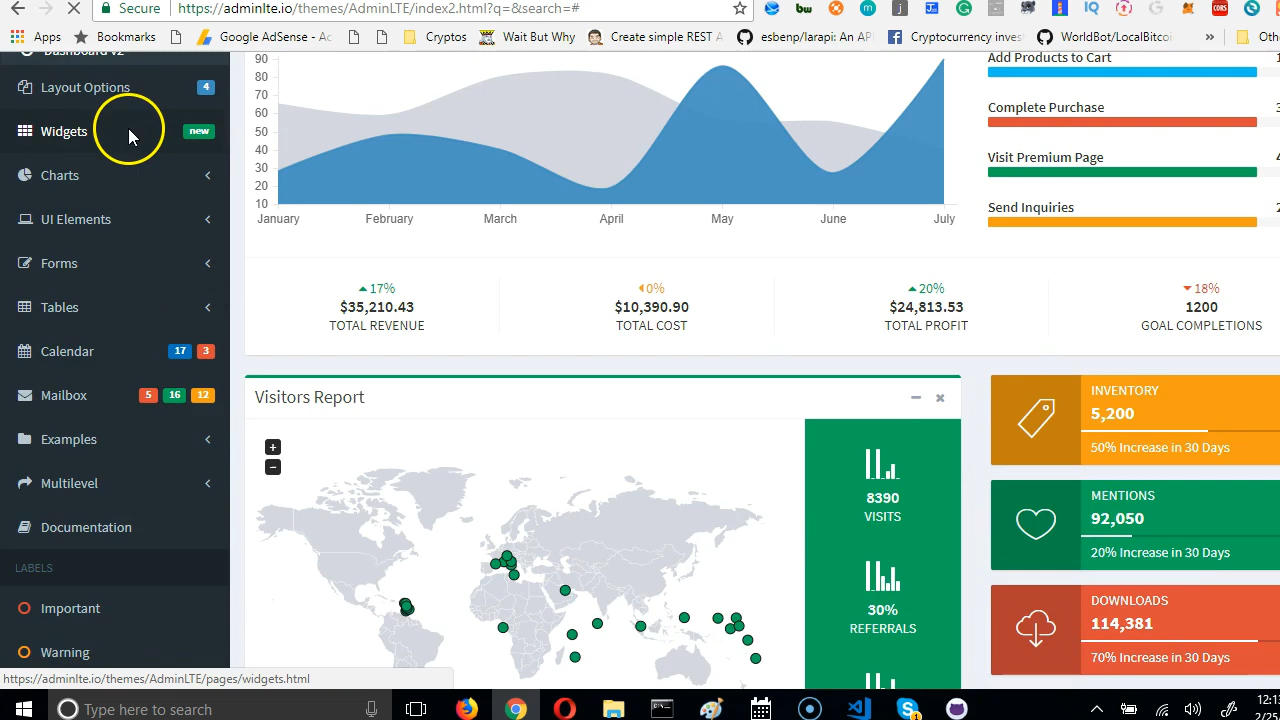 Secure
https://adminlte.io/themes/AdminLTE/index2.html?q=&search=#
Apps
Bookmarks
Google AdSense - Ac
Cryptos
Wait But Why
Create simple REST
esbenp/larapi: An API
Cryptocurrency inves
WorldBot/LocalBitcoi
»
Layout Options 4
Widgets new
Charts
UI Elements
Forms
Tables
Calendar 17 3
Mailbox 5 16 12
Examples
Multilevel
Documentation
LABELS
Important
Warning
90
80
70
60
50
40
30
20
10
January February March April May June July
Add Products to Cart
Complete Purchase
Visit Premium Page
Send Inquiries
17%
$35,210.43
TOTAL REVENUE
0%
$10,390.90
TOTAL COST
20%
$24,813.53
TOTAL PROFIT
18%
1200
GOAL COMPLETIONS
Visitors Report
+
−
8390
VISITS
30%
REFERRALS
INVENTORY
5,200
50% Increase in 30 Days
MENTIONS
92,050
20% Increase in 30 Days
DOWNLOADS
114,381
70% Increase in 30 Days
https://adminlte.io/themes/AdminLTE/pages/widgets.html
Type here to search